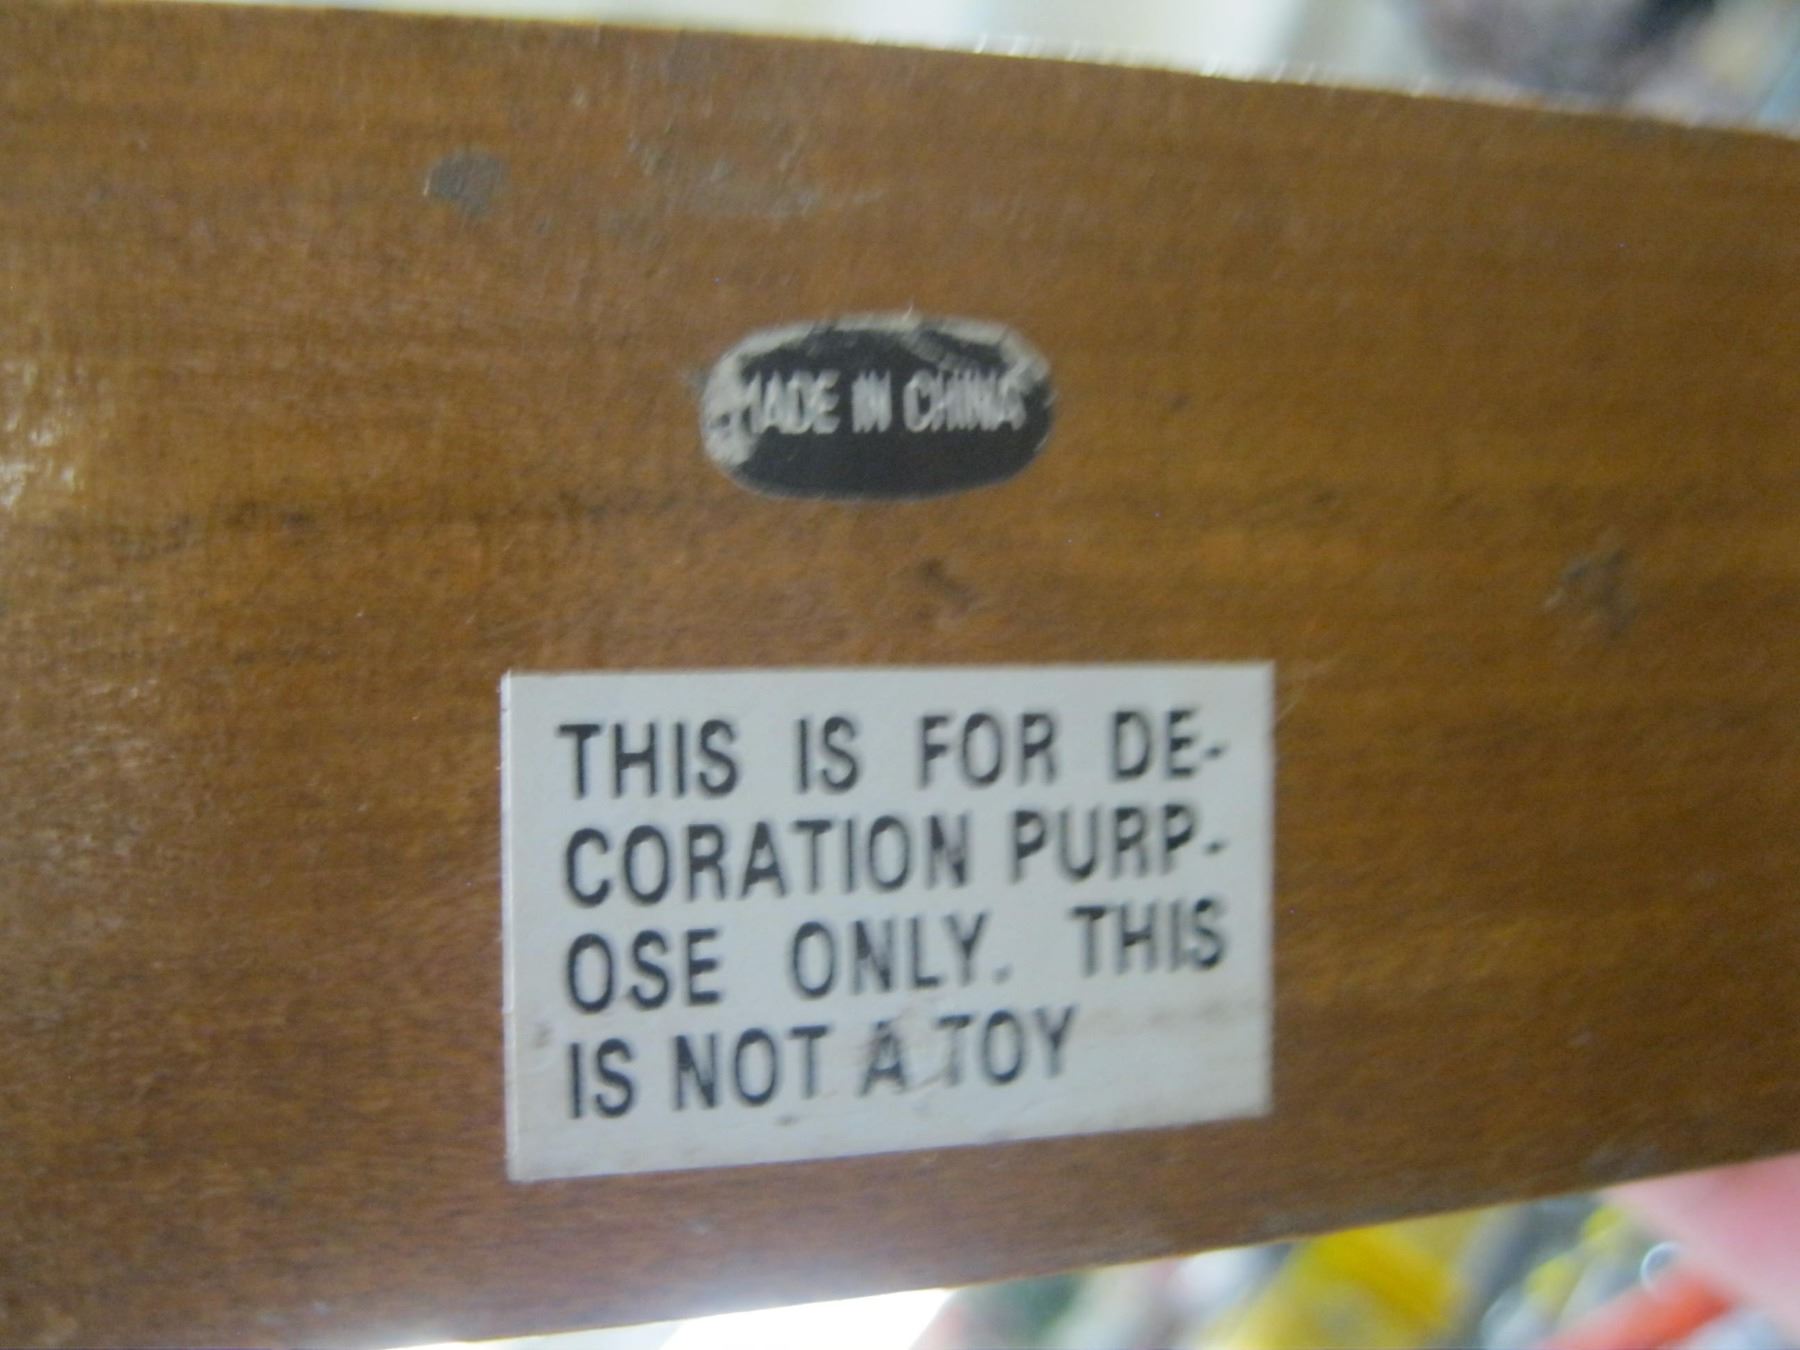 MADE IN CHINA
THIS IS FOR DE-
CORATION PURP-
OSE ONLY. THIS
IS NOT A TOY